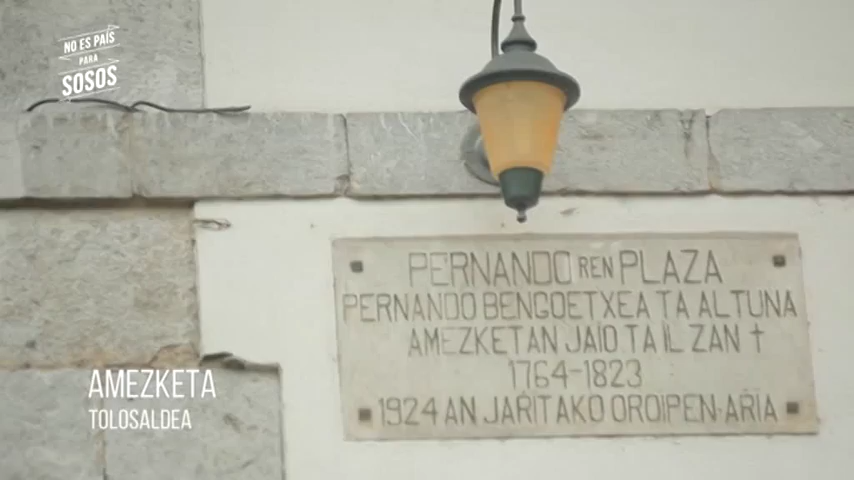 NO ES PAÍS
PARA
SOSOS
PERNANDO REN PLAZA
PERNANDO BENGOETXEA TA ALTUNA
AMEZKETAN JAIO TA IL ZAN †
1764-1823
1924 AN JARITAKO OROIPEN-ARIA
AMEZKETA
TOLOSALDEA